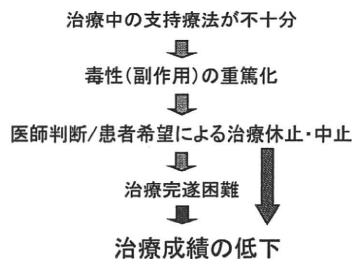 治療中の支持療法が不十分
毒性(副作用)の重篤化
医師判断/患者希望による治療休止・中止
治療完遂困難
治療成績の低下